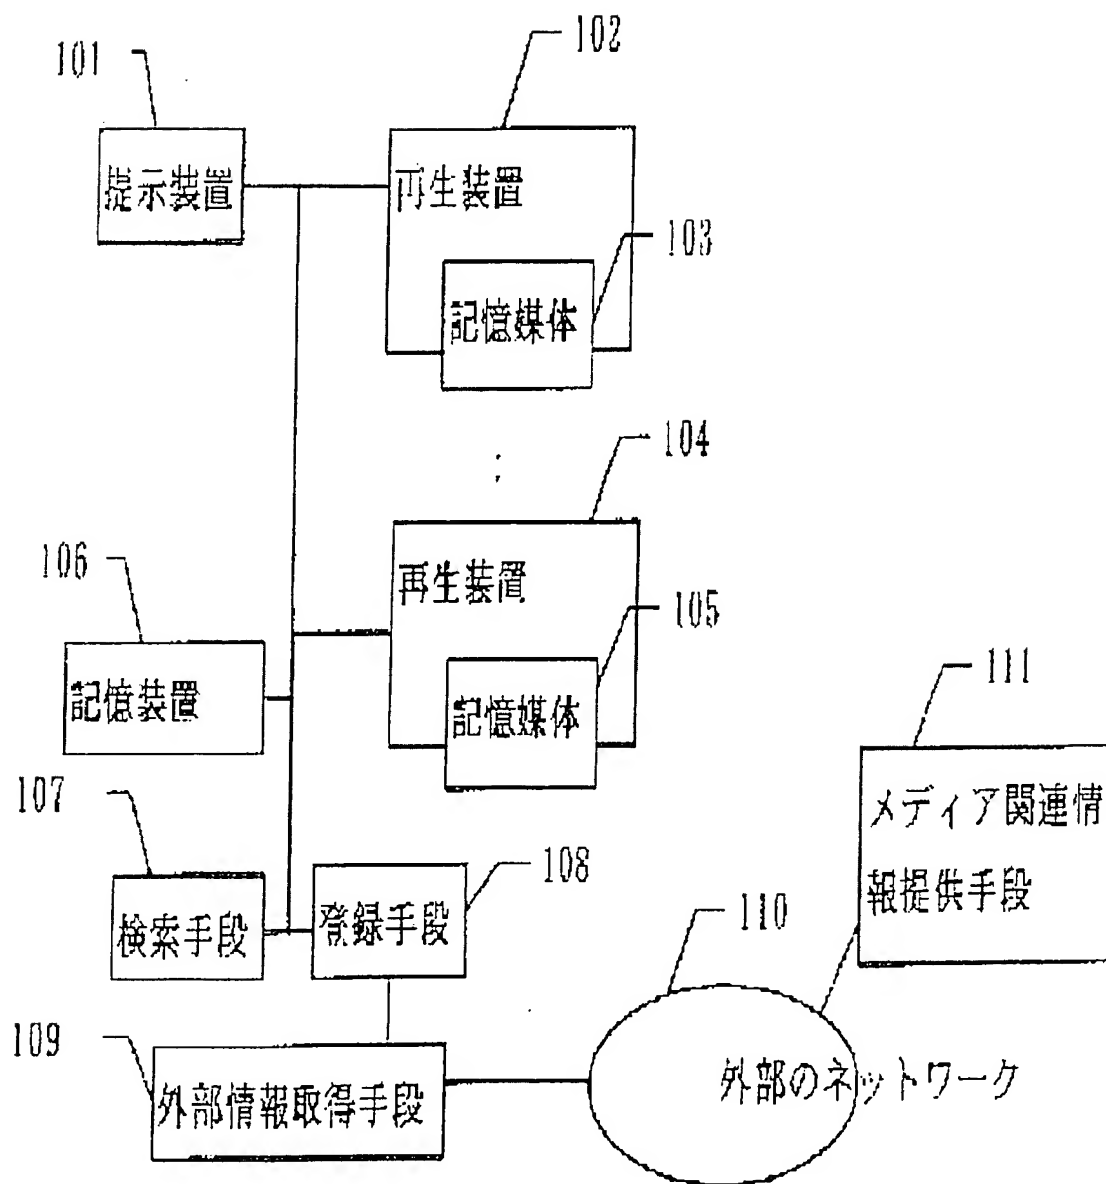 101
102
提示装置
再生装置
103
記憶媒体
104
106
再生装置
105
記憶装置
記憶媒体
111
107
メディア関連情
報提供手段
108
検索手段
登録手段
110
109
外部情報取得手段
外部のネットワーク